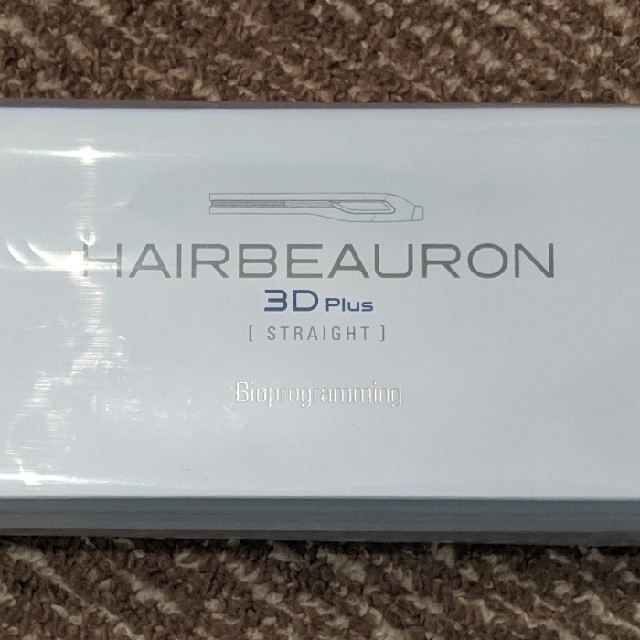 HAIRBEAURON
3D Plus
[ STRAIGHT ]
Bioprogramming